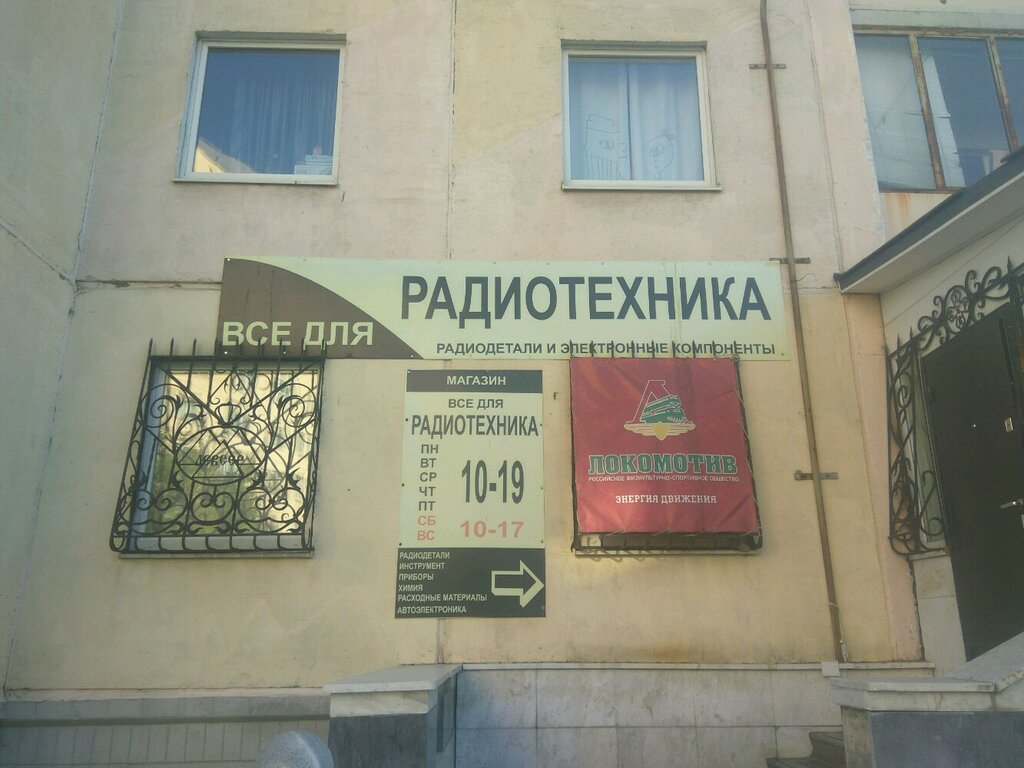 ВСЕ ДЛЯ
РАДИОТЕХНИКА
РАДИОДЕТАЛИ И ЭЛЕКТРОННЫЕ КОМПОНЕНТЫ
МАГАЗИН
ВСЕ ДЛЯ
РАДИОТЕХНИКА
ПН
ВТ
СР
ЧТ
ПТ
10-19
СБ
ВС
10-17
РАДИОДЕТАЛИ
ИНСТРУМЕНТ
ПРИБОРЫ
ХИМИЯ
РАСХОДНЫЕ МАТЕРИАЛЫ
АВТОЭЛЕКТРОНИКА
ЛОКОМОТИВ
РОССИЙСКОЕ ФИЗКУЛЬТУРНО-СПОРТИВНОЕ ОБЩЕСТВО
ЭНЕРГИЯ ДВИЖЕНИЯ